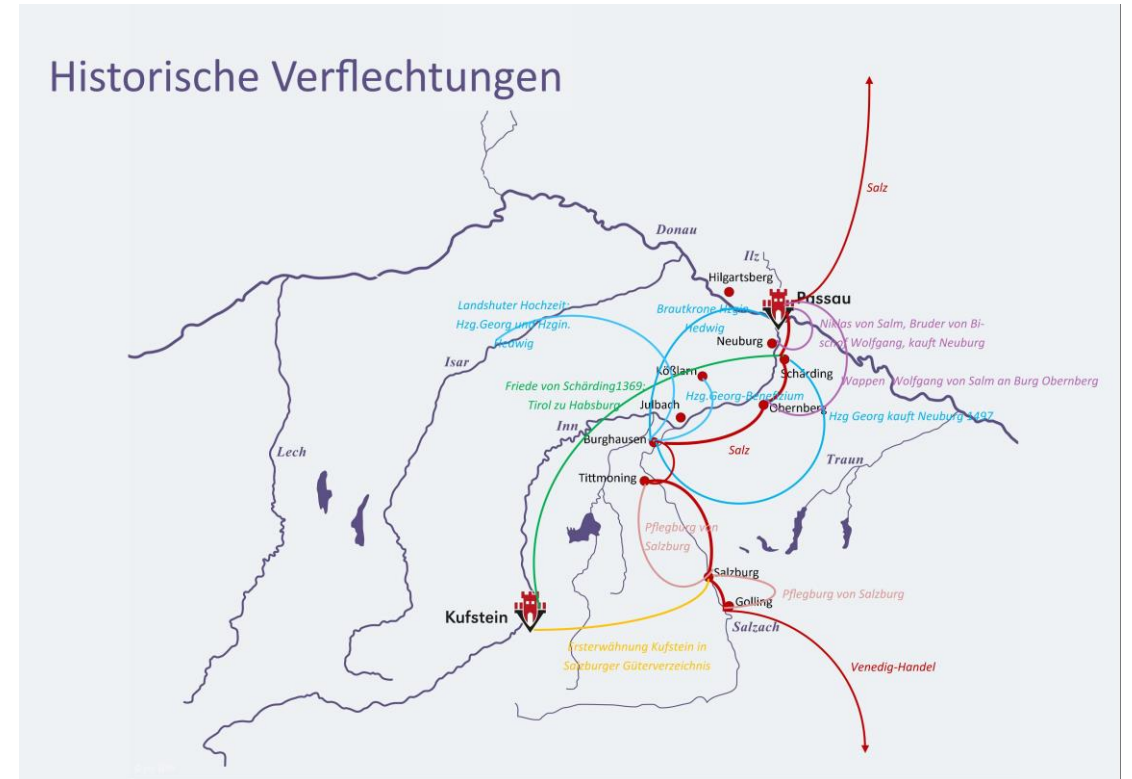 Historische Verflechtungen
Salz
Donau
Ilz
Hilgartsberg
Passau
Landshuter Hochzeit:
Hzg.Georg und Hzgin.
Hedwig
Brautkrone Hzgin.
Hedwig
Niklas von Salm, Bruder von Bi-
schof Wolfgang, kauft Neuburg
Neuburg
Isar
Schärding
Kößlarn
Wappen Wolfgang von Salm an Burg Obernberg
Friede von Schärding1369:
Tirol zu Habsburg
Hzg.Georg-Benefizium
Julbach
Obernberg
Hzg Georg kauft Neuburg 1497
Inn
Burghausen
Salz
Lech
Traun
Tittmoning
Pflegburg von
Salzburg
Salzburg
Pflegburg von Salzburg
Golling
Kufstein
Salzach
Ersterwähnung Kufstein in
Salzburger Güterverzeichnis
Venedig-Handel